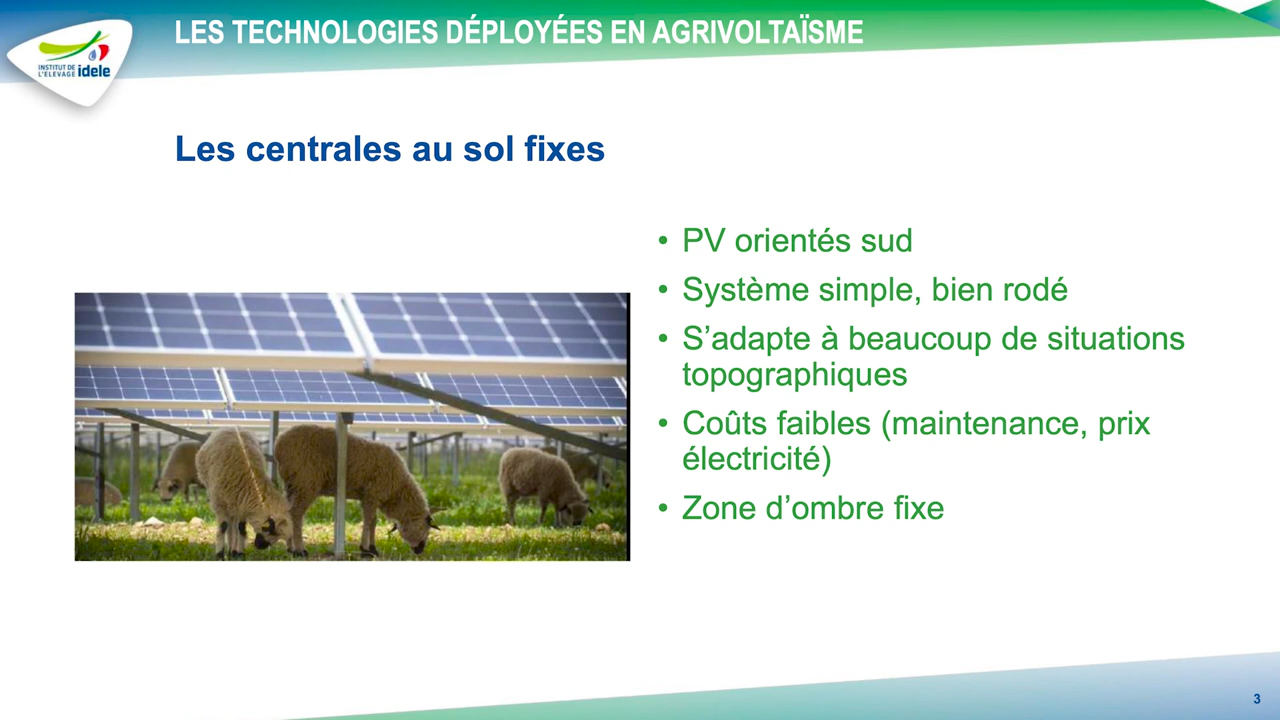 LES TECHNOLOGIES DÉPLOYÉES EN AGRIVOLTAÏSME
INSTITUT DE
L'ELEVAGE idele
Les centrales au sol fixes
• PV orientés sud
• Système simple, bien rodé
• S’adapte à beaucoup de situations
topographiques
• Coûts faibles (maintenance, prix
électricité)
• Zone d’ombre fixe
3